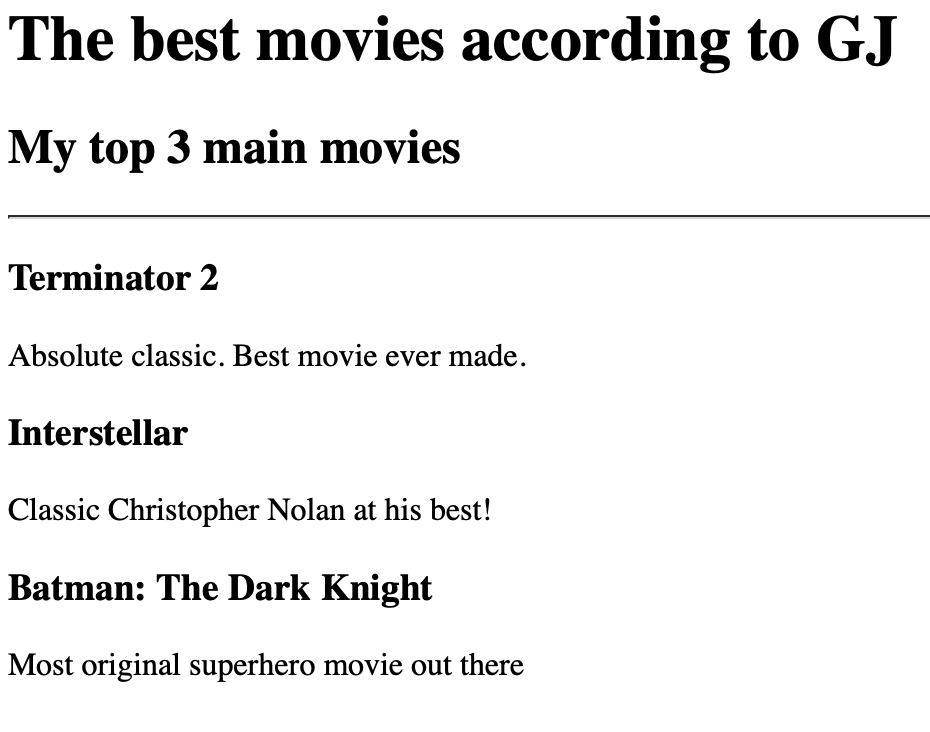 The best movies according to GJ
My top 3 main movies
Terminator 2
Absolute classic. Best movie ever made.
Interstellar
Classic Christopher Nolan at his best!
Batman: The Dark Knight
Most original superhero movie out there